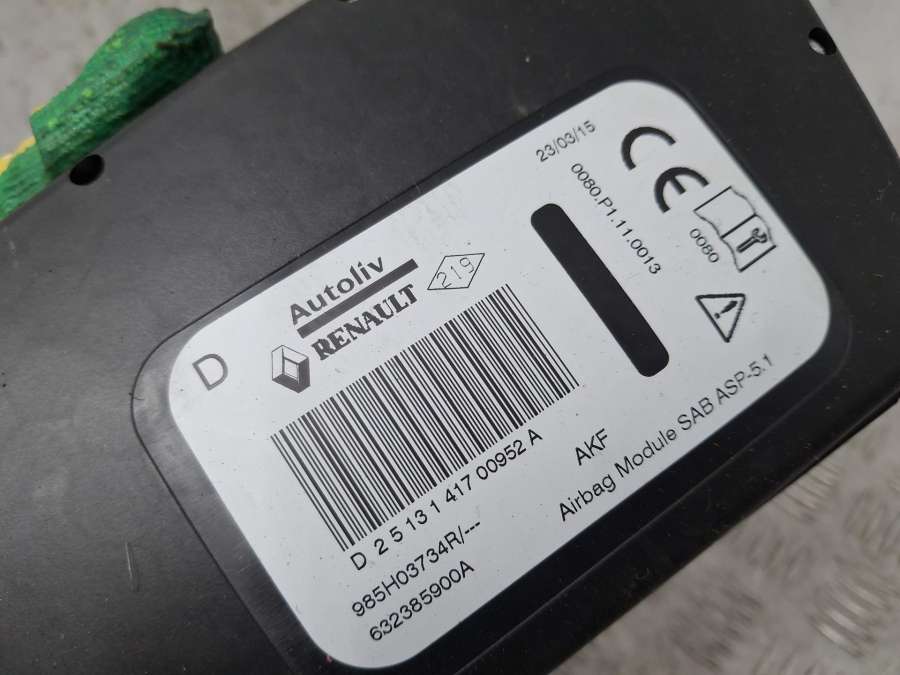 D
Autoliv
RENAULT
219
23/03/15
0080.P1.11.0013
CE
0080
D 2 5 13 1 417 00952 A
985H03734R/---
632385900A
AKF
Airbag Module SAB ASP-5.1